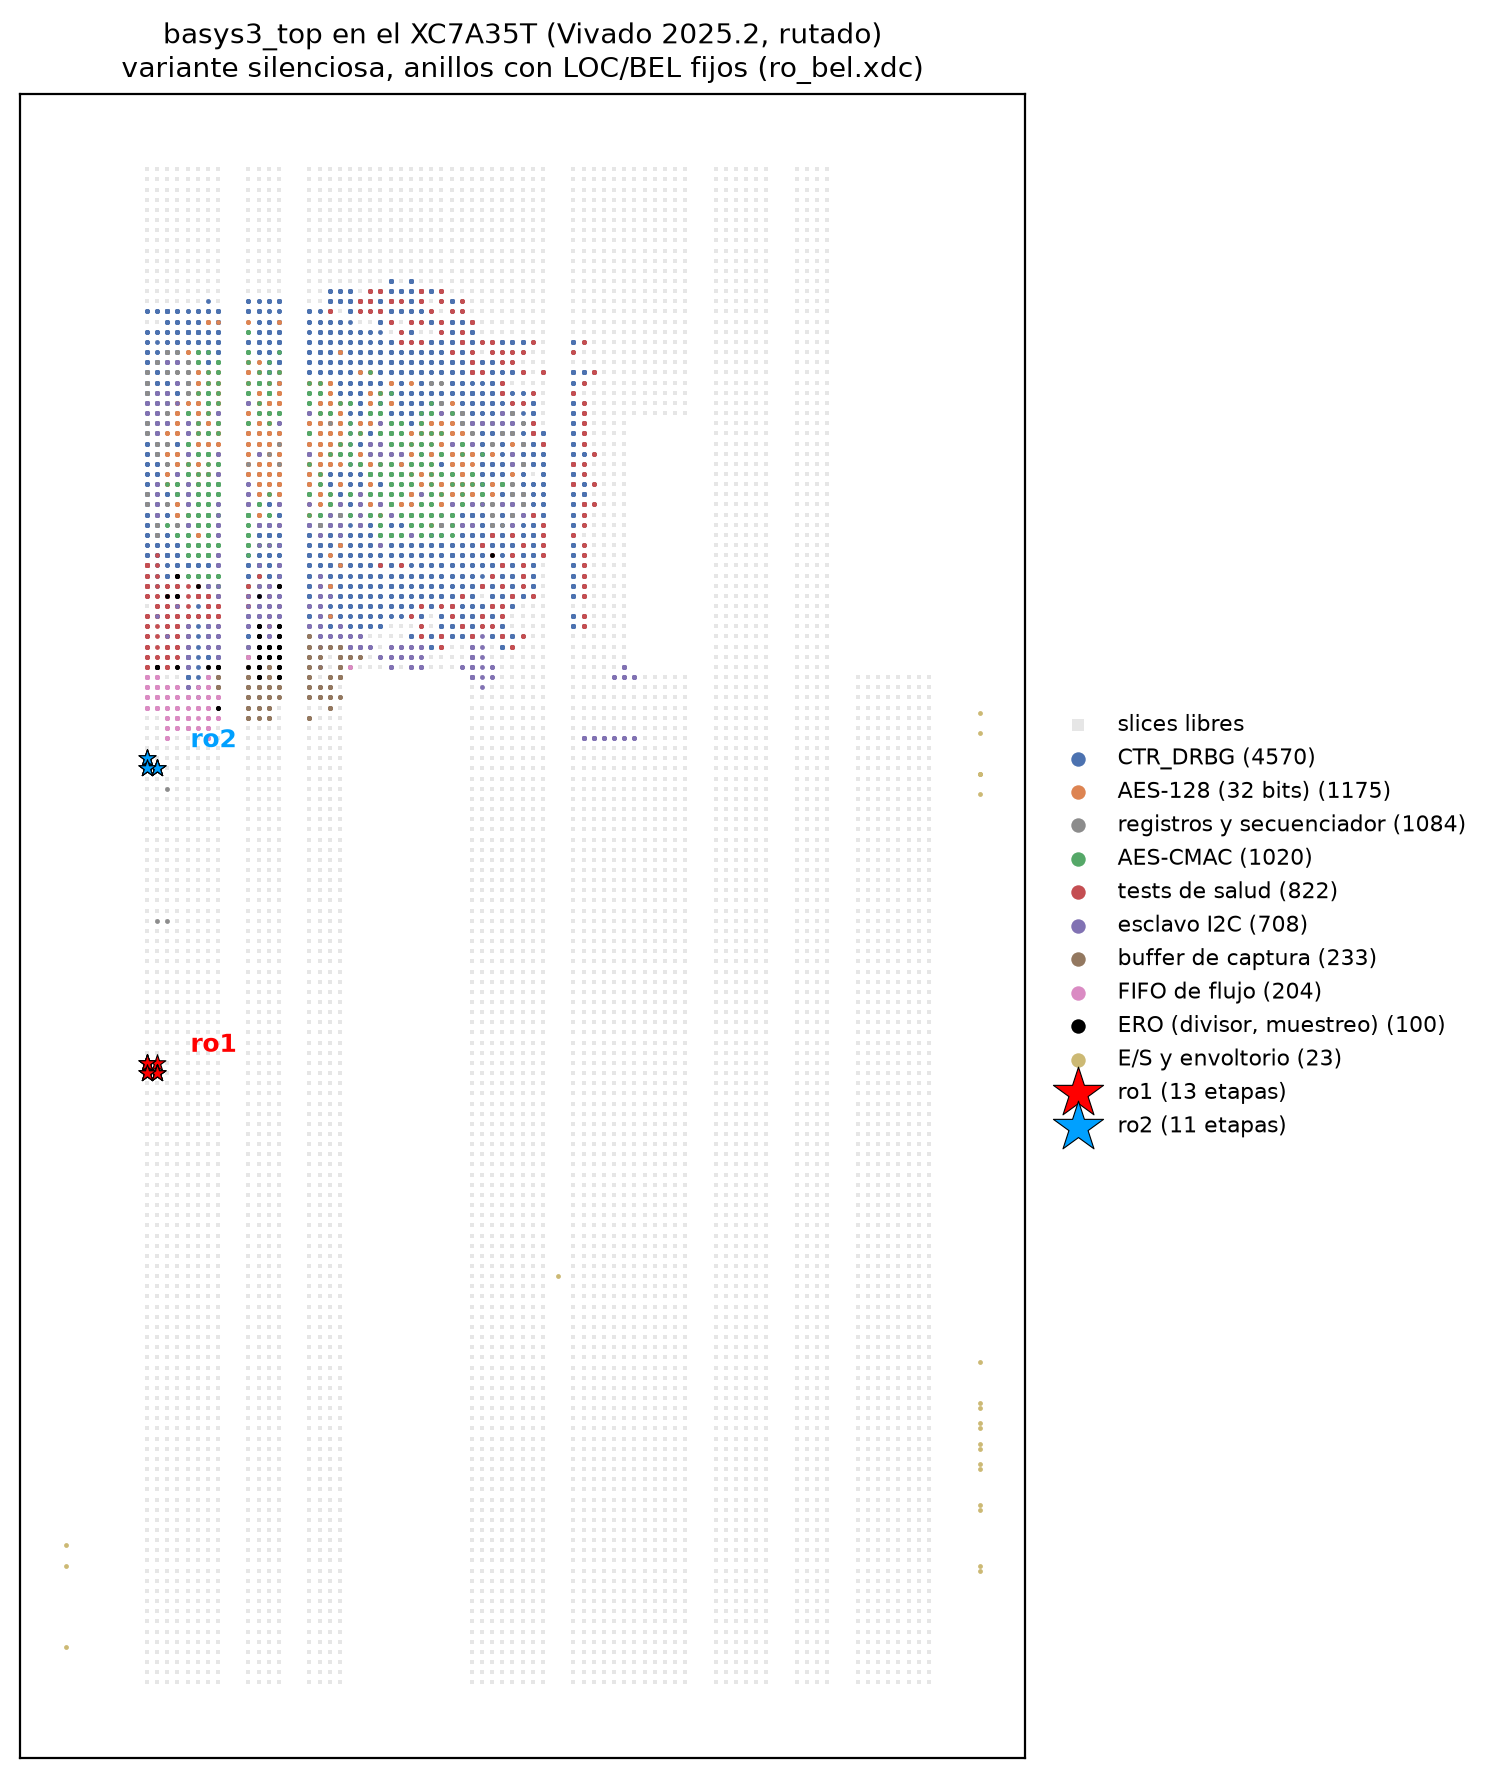 basys3_top en el XC7A35T (Vivado 2025.2, rutado)
variante silenciosa, anillos con LOC/BEL fijos (ro_bel.xdc)
ro2
ro1
slices libres
CTR_DRBG (4570)
AES-128 (32 bits) (1175)
registros y secuenciador (1084)
AES-CMAC (1020)
tests de salud (822)
esclavo I2C (708)
buffer de captura (233)
FIFO de flujo (204)
ERO (divisor, muestreo) (100)
E/S y envoltorio (23)
ro1 (13 etapas)
ro2 (11 etapas)